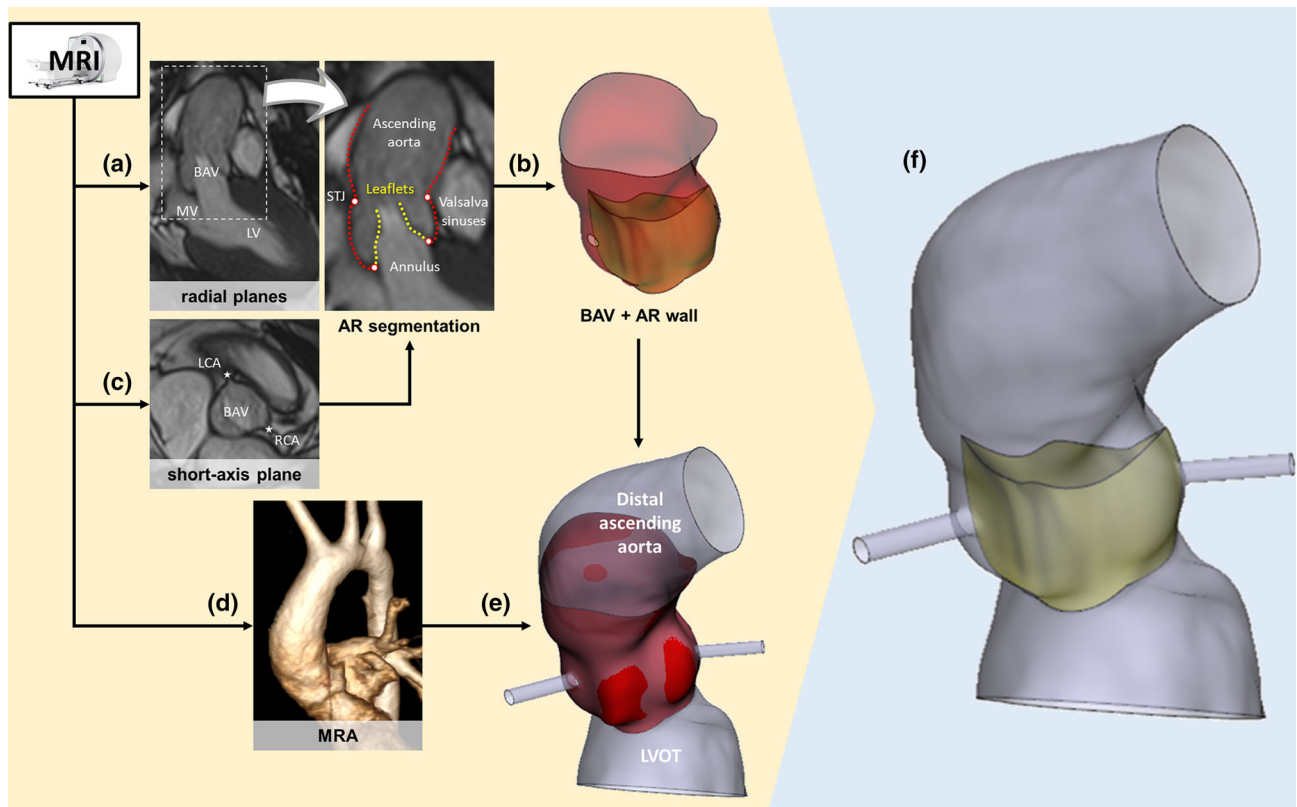 MRI
(a)
BAV
MV
LV
radial planes
Ascending
aorta
STJ
Leaflets
Valsalva
sinuses
Annulus
AR segmentation
(b)
BAV + AR wall
(c)
LCA
BAV
RCA
short-axis plane
(d)
MRA
(e)
Distal
ascending
aorta
LVOT
(f)